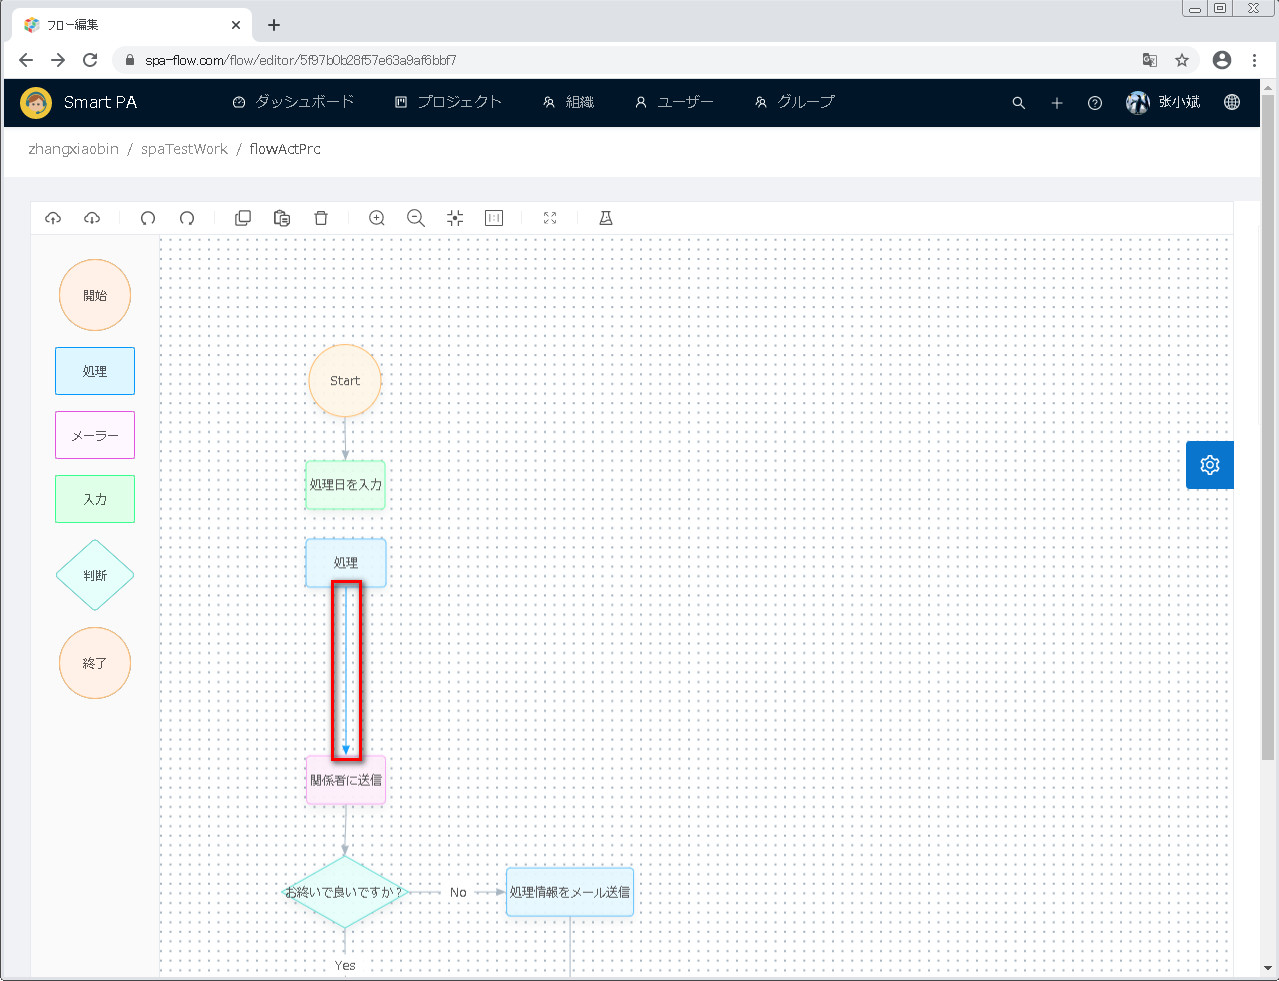 フロー編集
spa-flow.com/flow/editor/5f97b0b28f57e63a9af6bbf7
Smart PA
ダッシュボード
プロジェクト
組織
ユーザー
グループ
张小斌
zhangxiaobin / spaTestWork / flowActPrc
開始
処理
メーラー
入力
判断
終了
Start
処理日を入力
処理
関係者に送信
お終いで良いですか?
No
処理情報をメール送信
Yes